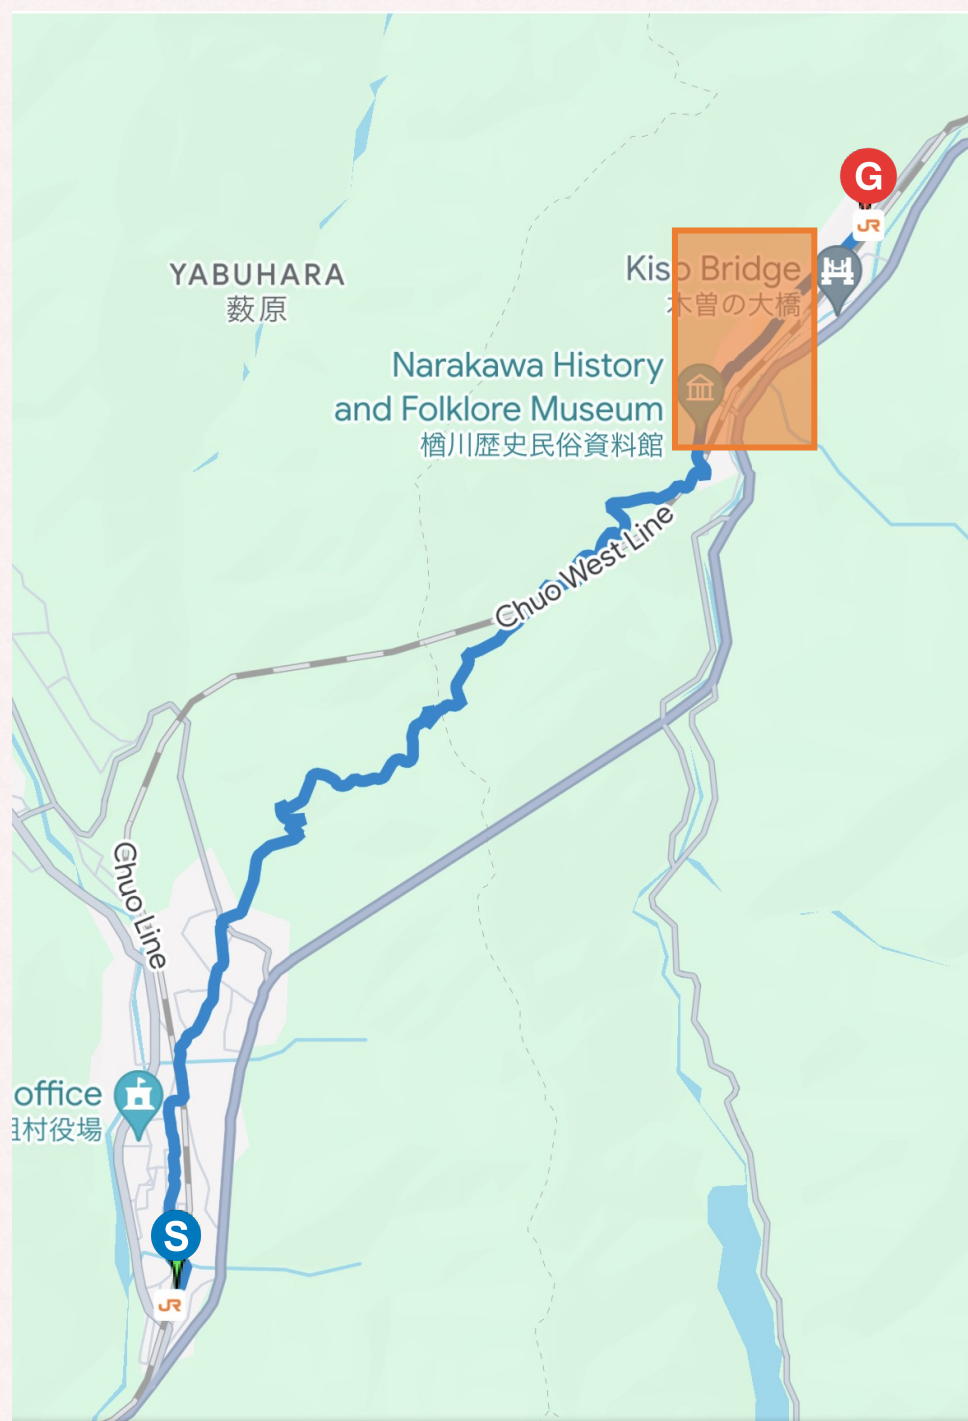 G
JR
Kiso Bridge
木曽の大橋
YABUHARA
薮原
Narakawa History
and Folklore Museum
楢川歴史民俗資料館
Chuo West Line
Chuo Line
office
祖村役場
S
JR